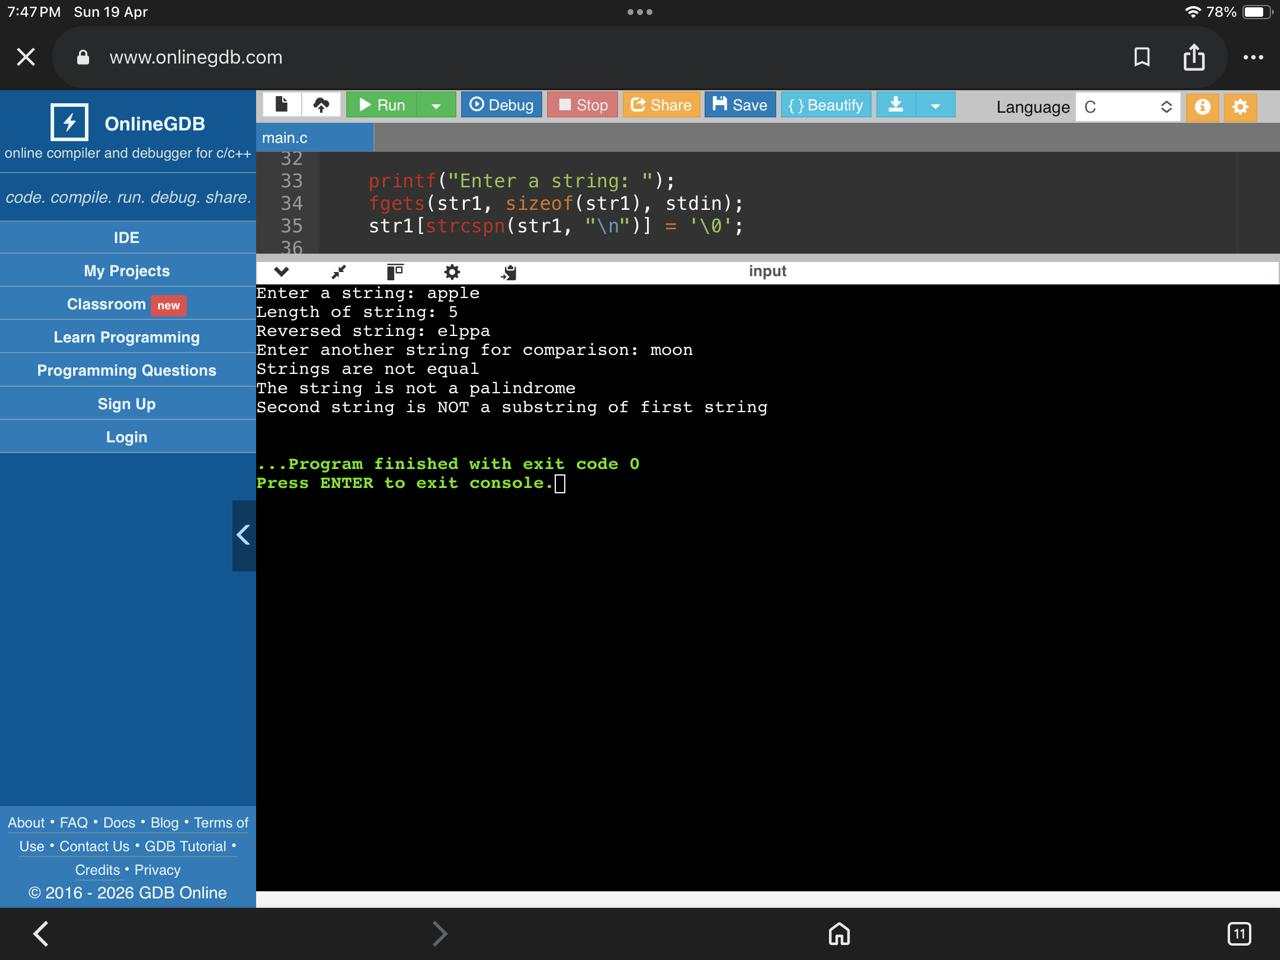 7:47 PM Sun 19 Apr
78%
www.onlinegdb.com
OnlineGDB
online compiler and debugger for c/c++
code. compile. run. debug. share.
IDE
My Projects
Classroom new
Learn Programming
Programming Questions
Sign Up
Login
About • FAQ • Docs • Blog • Terms of
Use • Contact Us • GDB Tutorial •
Credits • Privacy
© 2016 - 2026 GDB Online
Run Debug Stop Share Save { } Beautify Language C
main.c
32
33 printf("Enter a string: ");
34 fgets(str1, sizeof(str1), stdin);
35 str1[strcspn(str1, "\n")] = '\0';
36
input
Enter a string: apple
Length of string: 5
Reversed string: elppa
Enter another string for comparison: moon
Strings are not equal
The string is not a palindrome
Second string is NOT a substring of first string
...Program finished with exit code 0
Press ENTER to exit console.
11